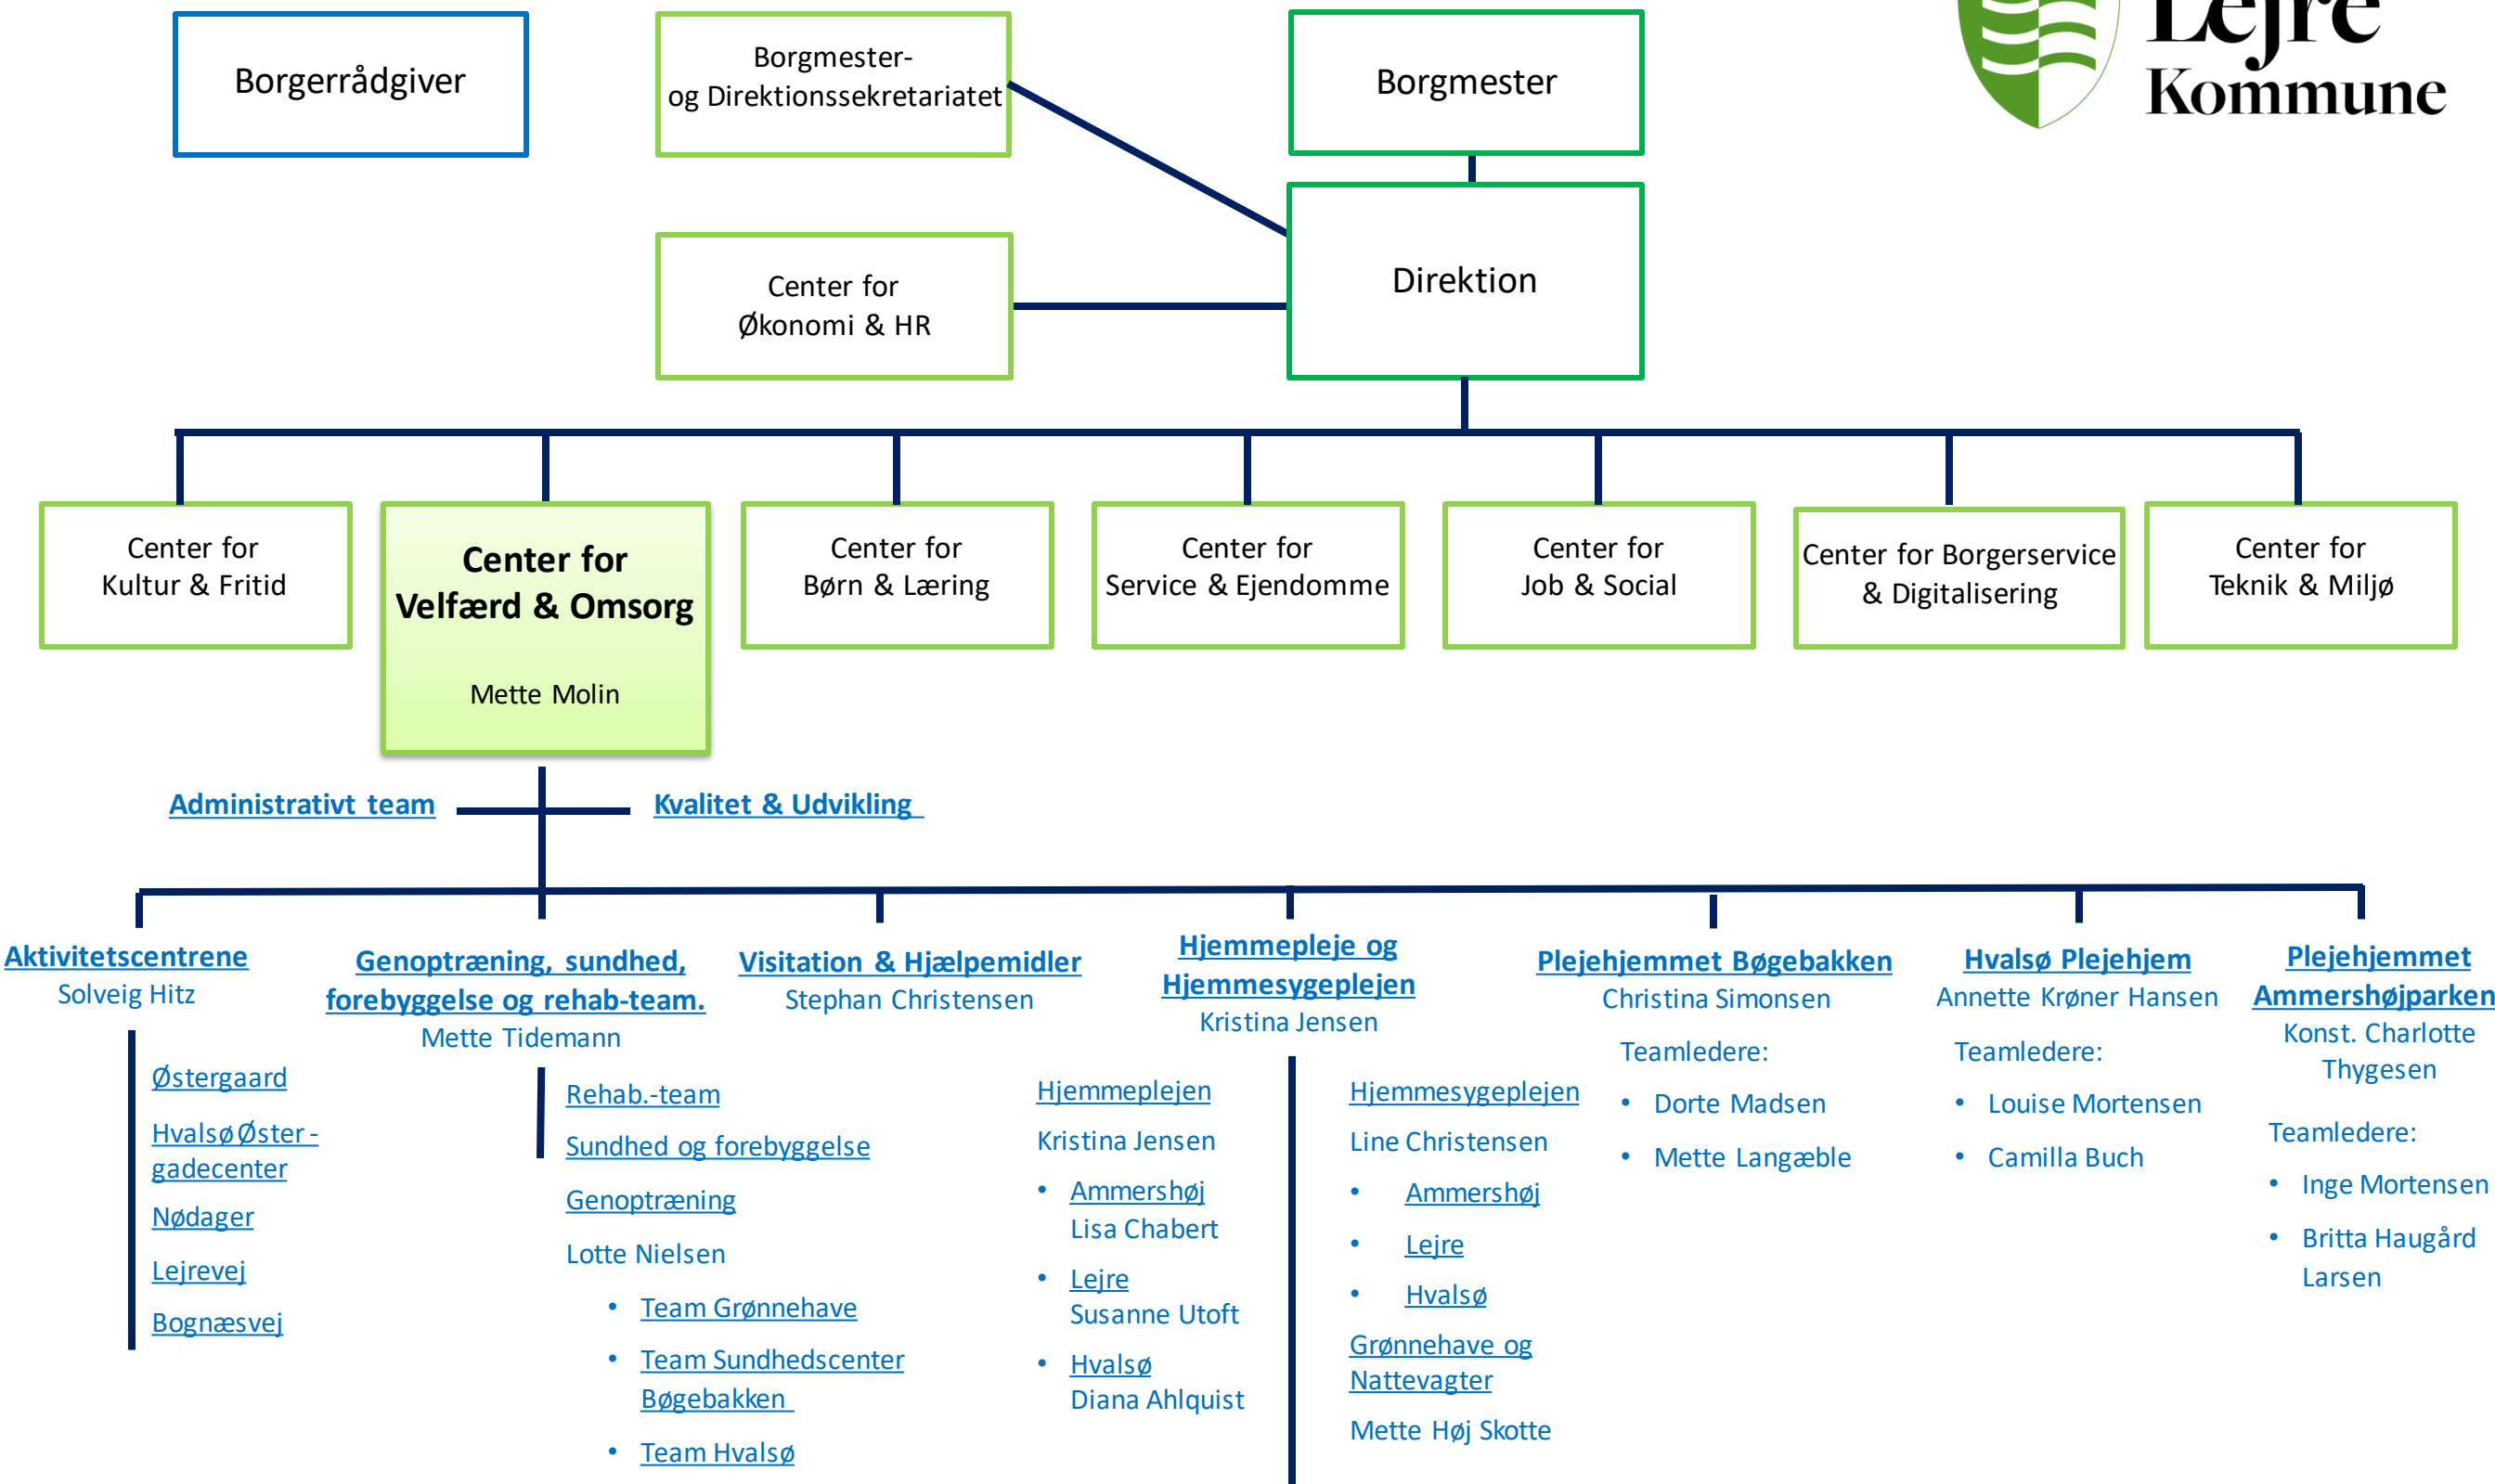 Borgerrådgiver
Borgmester-
og Direktionssekretariatet
Borgmester
Lejre
Kommune
Direktion
Center for
Økonomi & HR
Center for
Kultur & Fritid
Center for
Velfærd & Omsorg
Mette Molin
Center for
Børn & Læring
Center for
Service & Ejendomme
Center for
Job & Social
Center for Borgerservice
& Digitalisering
Center for
Teknik & Miljø
Administrativt team
Kvalitet & Udvikling
Aktivitetscentrene
Solveig Hitz
Østergaard
Hvalsø Øster-
gadecenter
Nødager
Lejrevej
Bognæsvej
Genoptræning, sundhed,
forebyggelse og rehab-team.
Mette Tidemann
Rehab.-team
Sundhed og forebyggelse
Genoptræning
Lotte Nielsen
• Team Grønnehave
• Team Sundhedscenter
Bøgebakken
• Team Hvalsø
Visitation & Hjælpemidler
Stephan Christensen
Hjemmepleje og
Hjemmesygeplejen
Kristina Jensen
Hjemmeplejen
Kristina Jensen
• Ammershøj
Lisa Chabert
• Lejre
Susanne Utoft
• Hvalsø
Diana Ahlquist
Hjemmesygeplejen
Line Christensen
• Ammershøj
• Lejre
• Hvalsø
Grønnehave og
Nattevagter
Mette Høj Skotte
Plejehjemmet Bøgebakken
Christina Simonsen
Teamledere:
• Dorte Madsen
• Mette Langæble
Hvalsø Plejehjem
Annette Krøner Hansen
Teamledere:
• Louise Mortensen
• Camilla Buch
Plejehjemmet
Ammershøjparken
Konst. Charlotte
Thygesen
Teamledere:
• Inge Mortensen
• Britta Haugård
Larsen